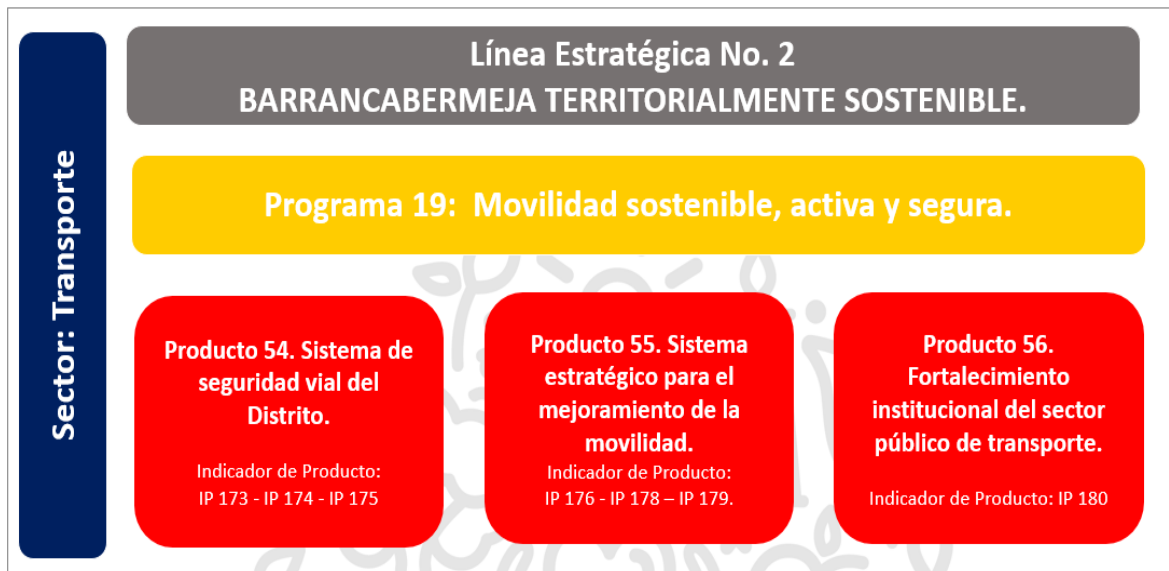 Sector: Transporte
Línea Estratégica No. 2
BARRANCABERMEJA TERRITORIALMENTE SOSTENIBLE.
Programa 19:  Movilidad sostenible, activa y segura.
Producto 54. Sistema de
seguridad vial del
Distrito.
Indicador de Producto:
IP 173 - IP 174 - IP 175
Producto 55. Sistema
estratégico para el
mejoramiento de la
movilidad.
Indicador de Producto:
IP 176 - IP 178 – IP 179.
Producto 56.
Fortalecimiento
institucional del sector
público de transporte.
Indicador de Producto: IP 180